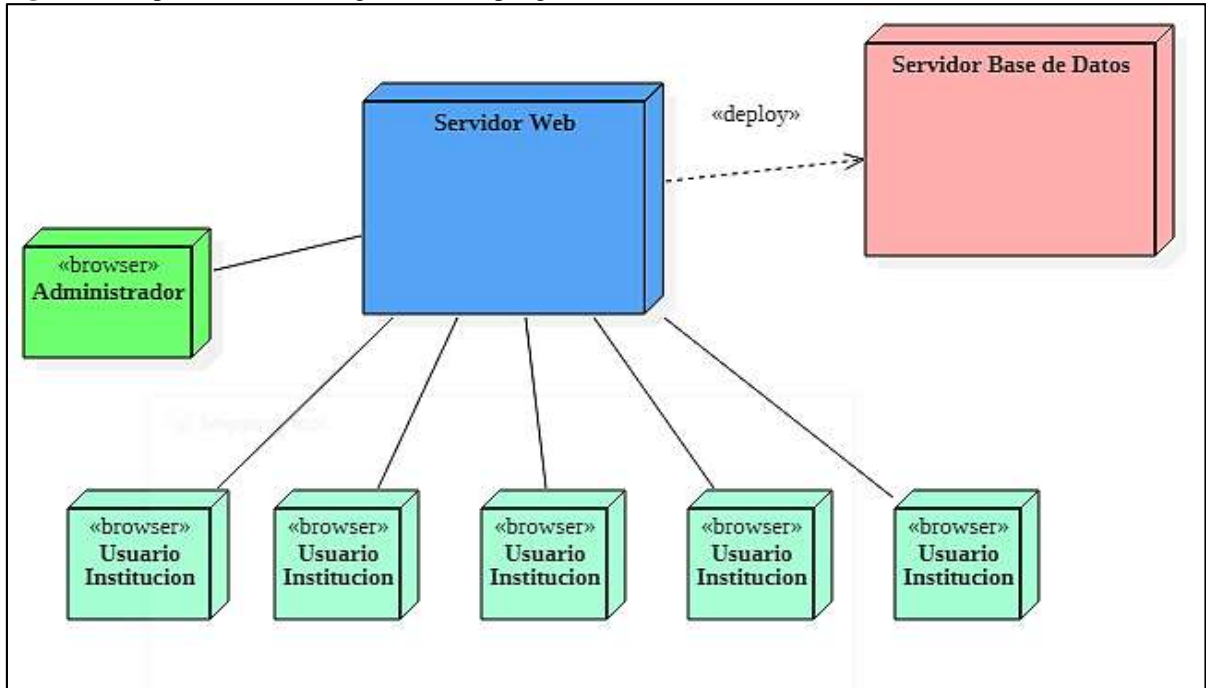 Servidor Base de Datos
Servidor Web
«deploy»
«browser»
Administrador
«browser»
Usuario
Institucion
«browser»
Usuario
Institucion
«browser»
Usuario
Institucion
«browser»
Usuario
Institucion
«browser»
Usuario
Institucion